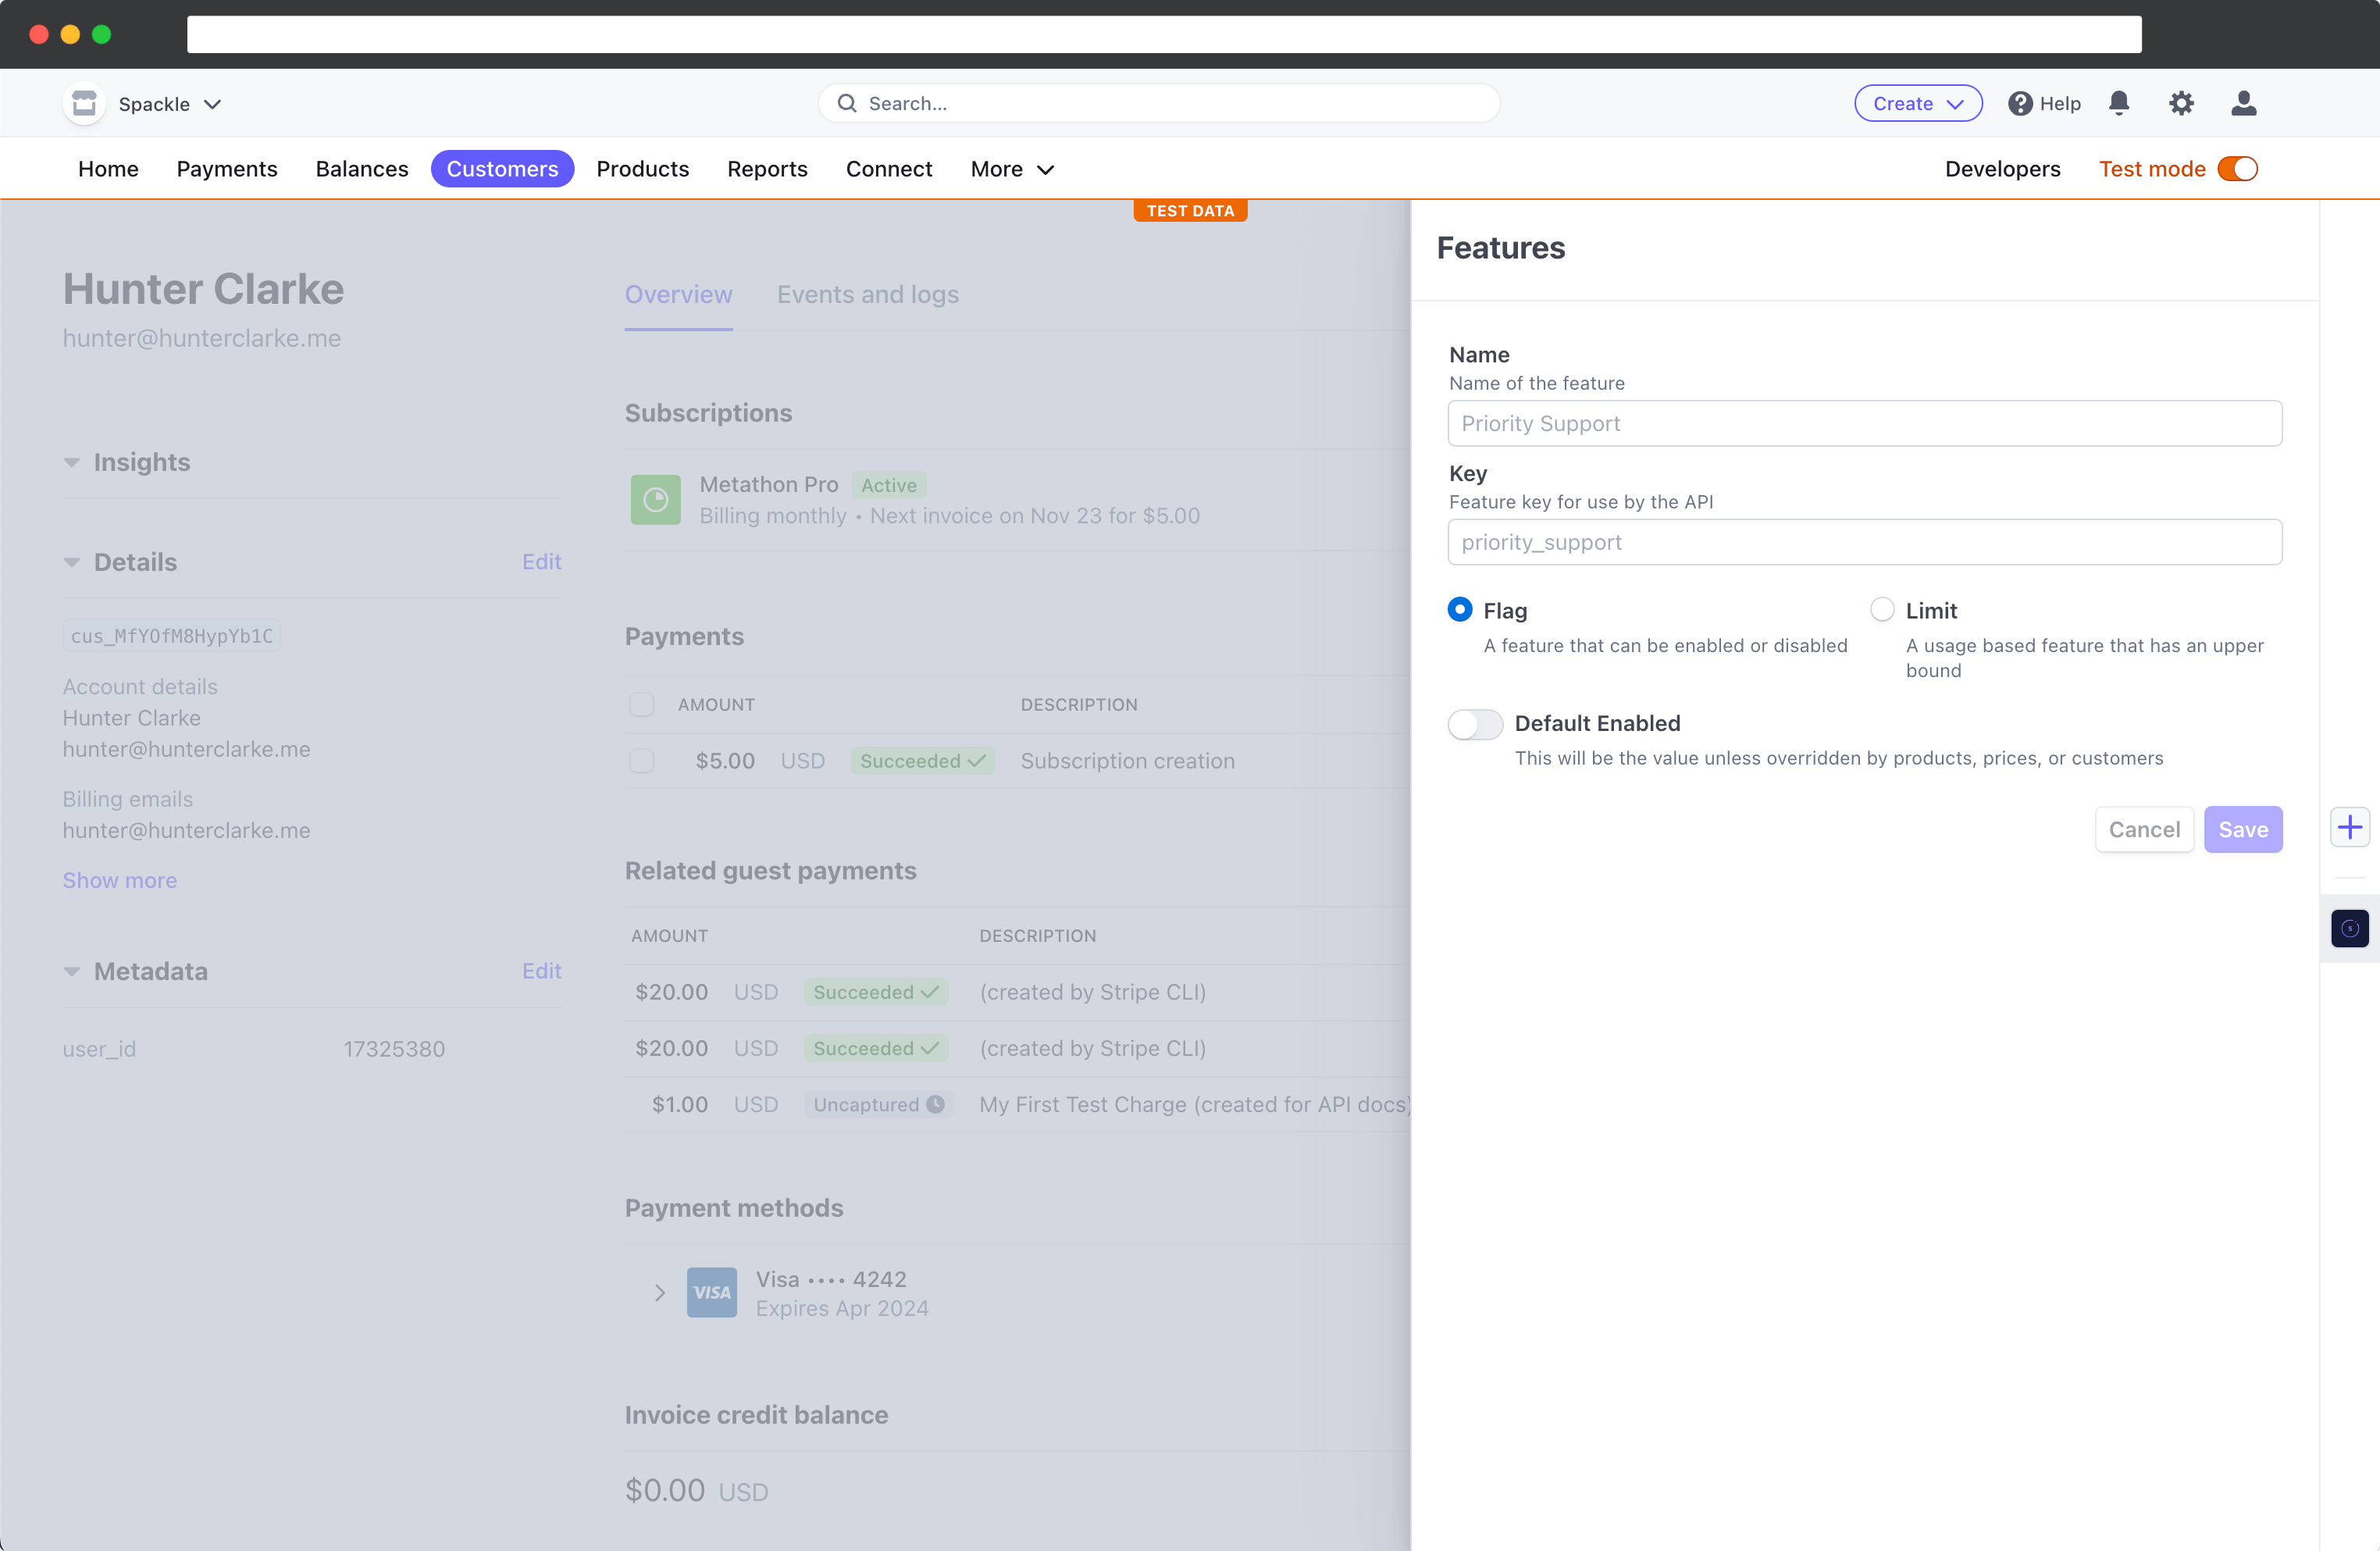 Spackle
Search...
Create
Help
Home
Payments
Balances
Customers
Products
Reports
Connect
More
Developers
Test mode
TEST DATA
Hunter Clarke
hunter@hunterclarke.me
Insights
Details
Edit
cus_MfYOfM8HypYb1C
Account details
Hunter Clarke
hunter@hunterclarke.me
Billing emails
hunter@hunterclarke.me
Show more
Metadata
Edit
user_id 17325380
Overview
Events and logs
Subscriptions
Metathon Pro Active
Billing monthly • Next invoice on Nov 23 for $5.00
Payments
AMOUNT DESCRIPTION
$5.00 USD Succeeded Subscription creation
Related guest payments
AMOUNT DESCRIPTION
$20.00 USD Succeeded (created by Stripe CLI)
$20.00 USD Succeeded (created by Stripe CLI)
$1.00 USD Uncaptured My First Test Charge (created for API docs)
Payment methods
VISA
Visa •••• 4242
Expires Apr 2024
Invoice credit balance
$0.00 USD
Features
Name
Name of the feature
Priority Support
Key
Feature key for use by the API
priority_support
Flag
A feature that can be enabled or disabled
Limit
A usage based feature that has an upper
bound
Default Enabled
This will be the value unless overridden by products, prices, or customers
Cancel
Save